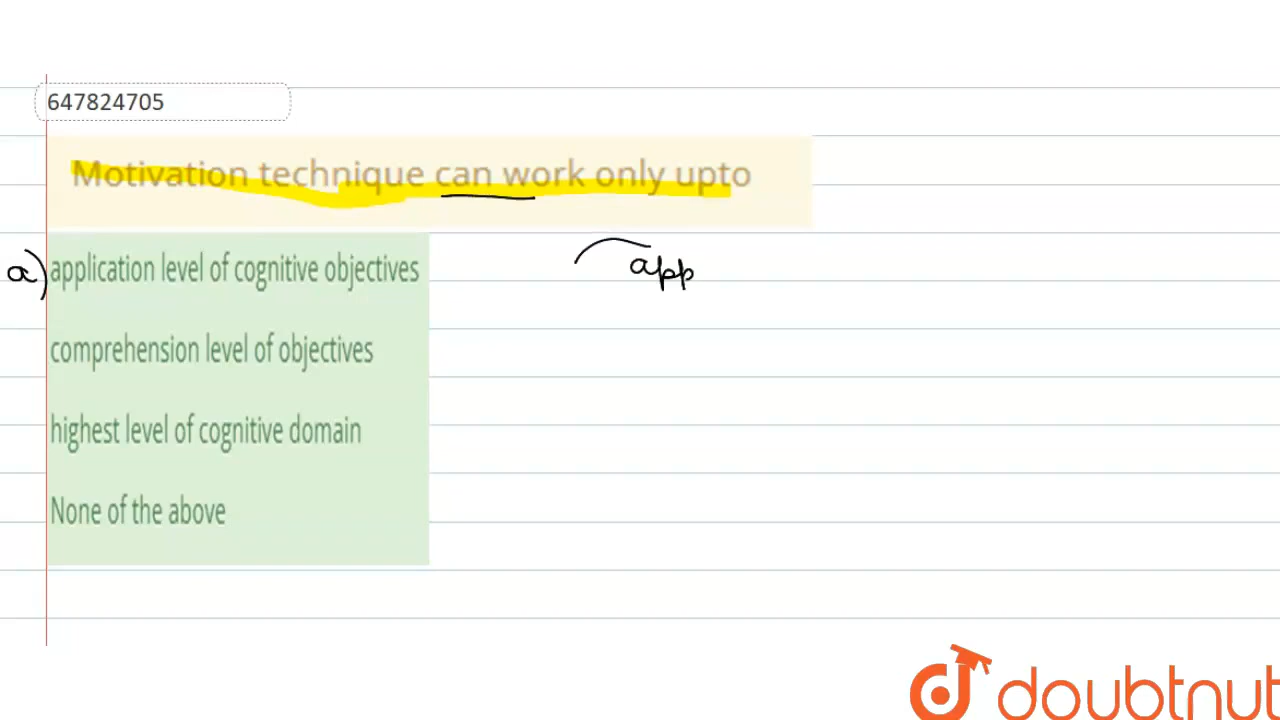 647824705
Motivation technique can work only upto
a) application level of cognitive objectives
app
comprehension level of objectives
highest level of cognitive domain
None of the above
doubtnut